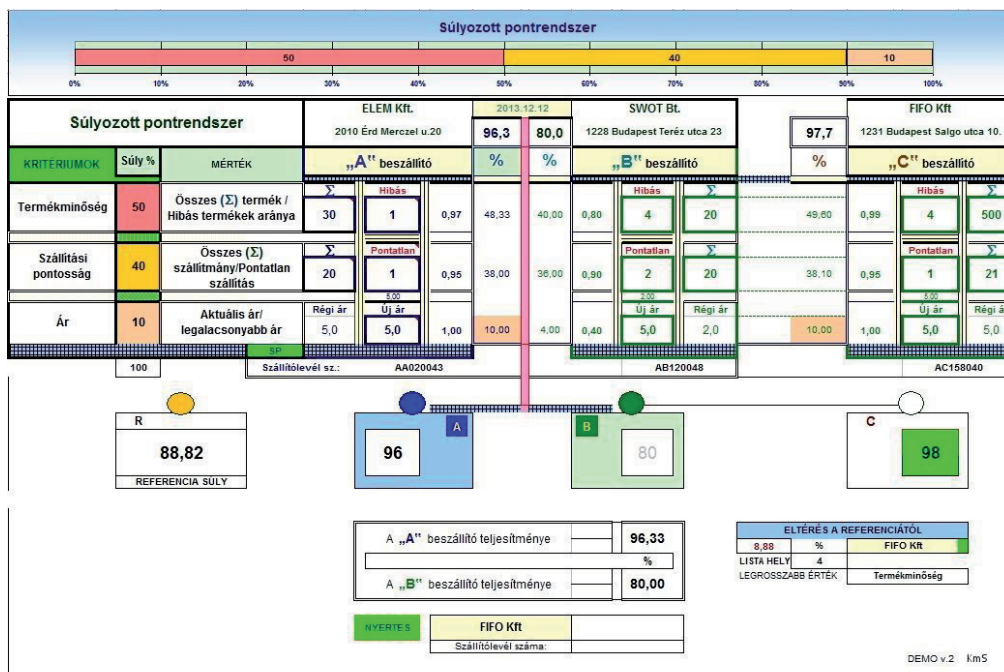 Súlyozott pontrendszer
50 40 10
0% 10% 20% 30% 40% 50% 60% 70% 80% 90% 100%
Súlyozott pontrendszer
ELEM Kft. 2013.12.12 SWOT Bt. FIFO Kft
2010 Érd Merczel u.20 96,3 80,0 1228 Budapest Teréz utca 23 97,7 1231 Budapest Salgo utca 10.
KRITÉRIUMOK Súly % MÉRTÉK „A" beszállító % % „B" beszállító % „C" beszállító
Σ Hibás Hibás Σ Hibás Σ
Termékminőség 50 Összes (Σ) termék / Hibás termékek aránya 30 1 0,97 48,33 40,00 0,80 4 20 49,60 0,99 4 500
Σ Pontatlan Pontatlan Σ Pontatlan Σ
Szállítási pontosság 40 Összes (Σ) szállítmány/Pontatlan szállítás 20 1 0,95 38,00 36,00 0,90 2 20 38,10 0,95 1 21
5,00 2,00 5,00
Régi ár Új ár Új ár Régi ár Új ár Régi ár
Ár 10 Aktuális ár/ legalacsonyabb ár 5,0 5,0 1,00 10,00 4,00 0,40 5,0 2,0 10,00 1,00 5,0 5,0
SP
100 Szállítólevél sz.: AA020043 AB120048 AC158040
R A B C
88,82 96 80 98
REFERENCIA SÚLY
A „A" beszállító teljesítménye 96,33
%
A „B" beszállító teljesítménye 80,00
ELTÉRÉS A REFERENCIÁTÓL
8,88 % FIFO Kft
LISTA HELY 4
LEGROSSZABB ÉRTÉK Termékminőség
NYERTES FIFO Kft
Szállítólevél száma:
DEMO v.2 KmS